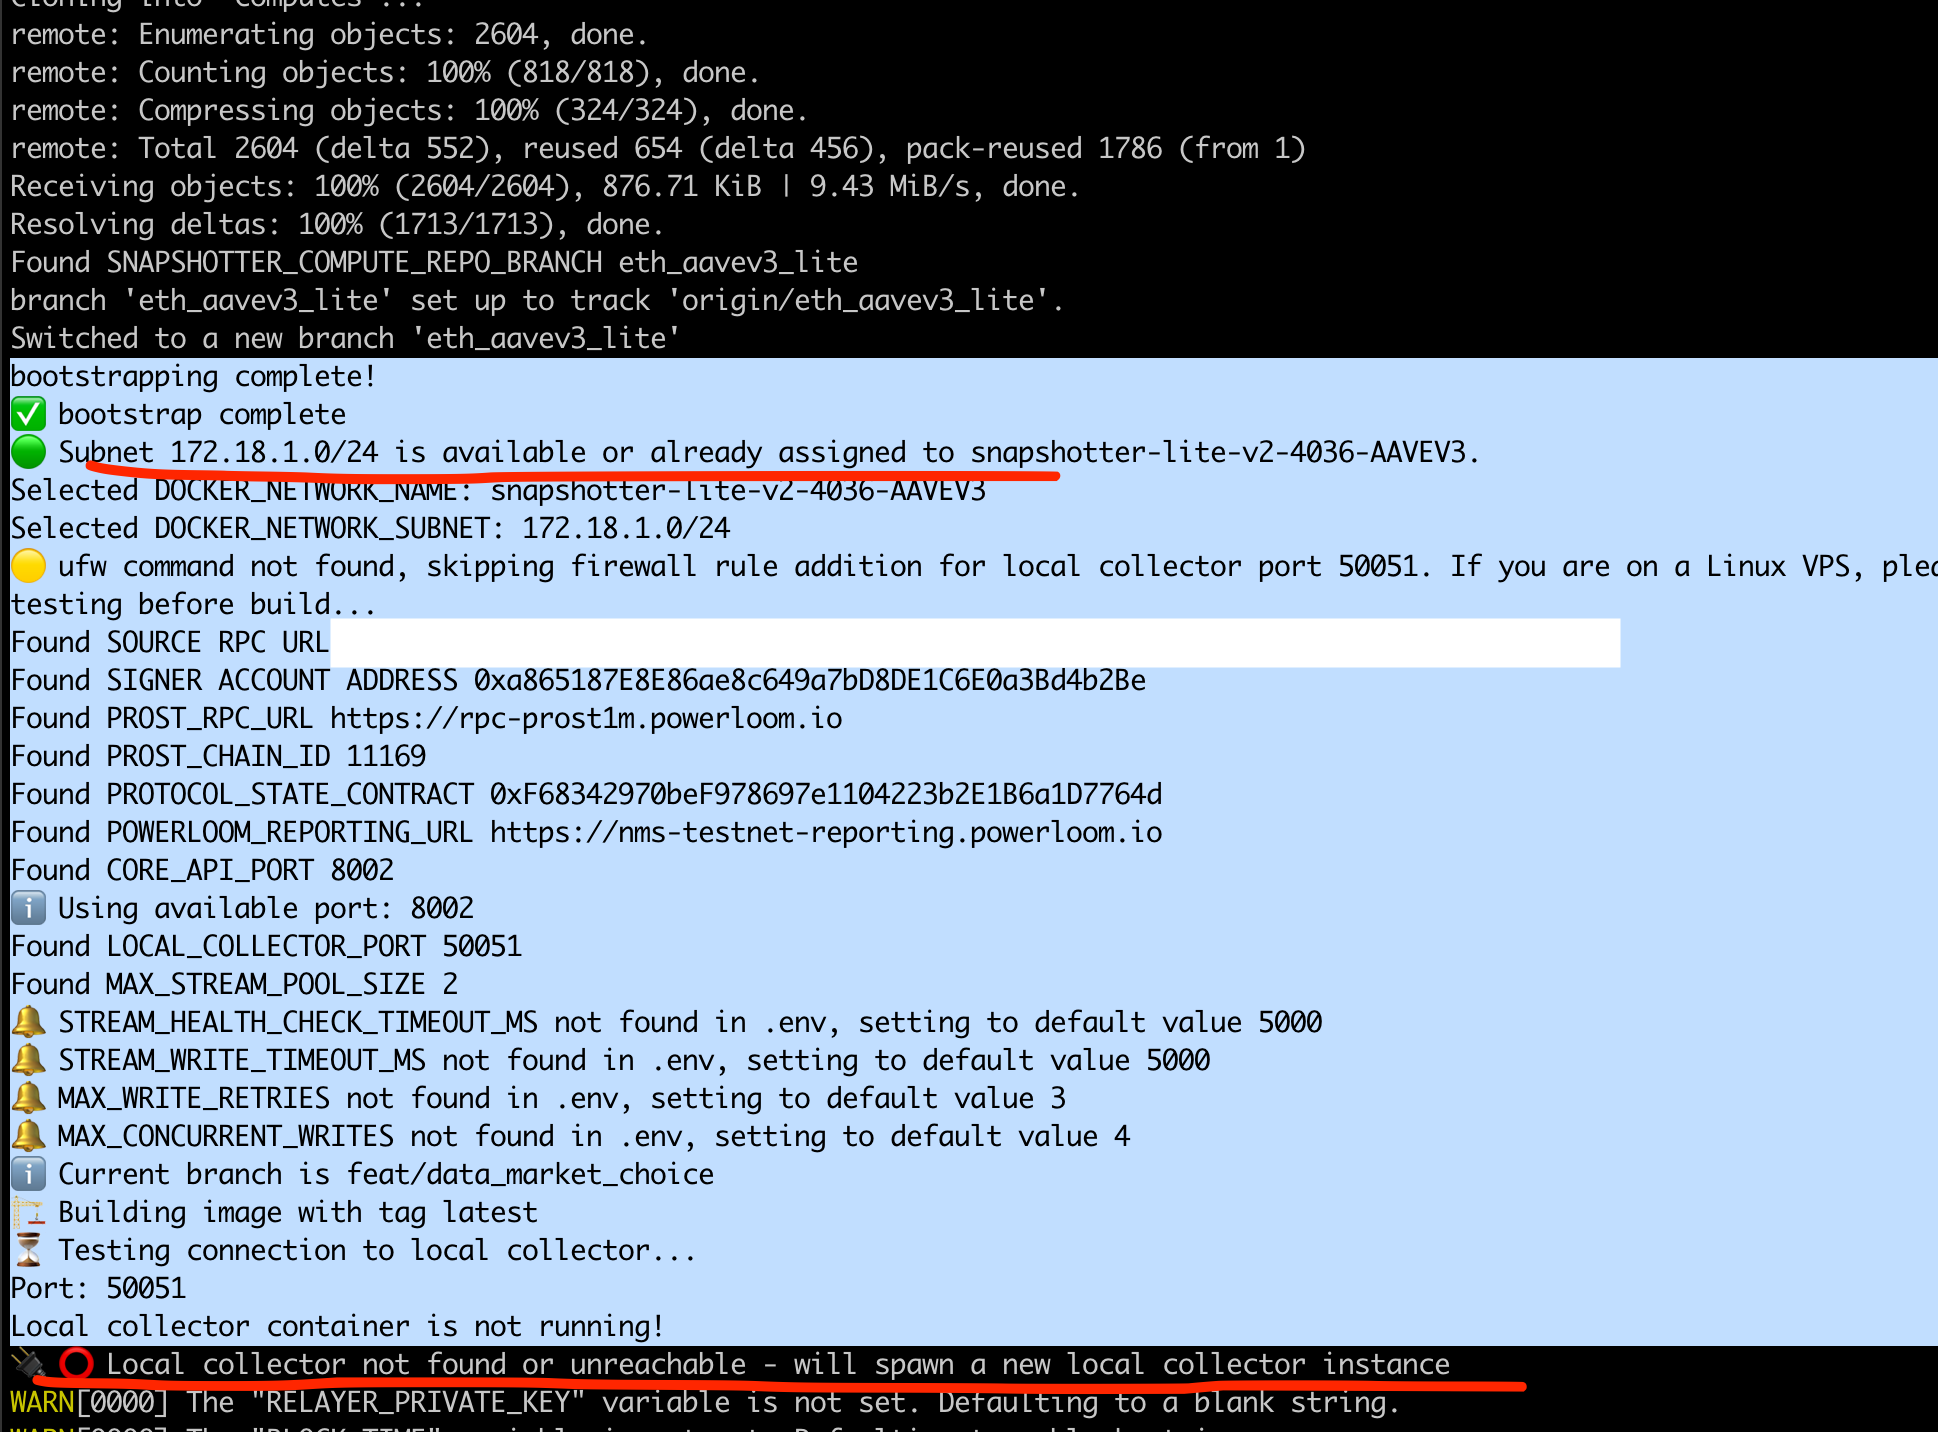 Cloning into 'computes'...
remote: Enumerating objects: 2604, done.
remote: Counting objects: 100% (818/818), done.
remote: Compressing objects: 100% (324/324), done.
remote: Total 2604 (delta 552), reused 654 (delta 456), pack-reused 1786 (from 1)
Receiving objects: 100% (2604/2604), 876.71 KiB | 9.43 MiB/s, done.
Resolving deltas: 100% (1713/1713), done.
Found SNAPSHOTTER_COMPUTE_REPO_BRANCH eth_aavev3_lite
branch 'eth_aavev3_lite' set up to track 'origin/eth_aavev3_lite'.
Switched to a new branch 'eth_aavev3_lite'
bootstrapping complete!
✅ bootstrap complete
🟢 Subnet 172.18.1.0/24 is available or already assigned to snapshotter-lite-v2-4036-AAVEV3.
Selected DOCKER_NETWORK_NAME: snapshotter-lite-v2-4036-AAVEV3
Selected DOCKER_NETWORK_SUBNET: 172.18.1.0/24
🟡 ufw command not found, skipping firewall rule addition for local collector port 50051. If you are on a Linux VPS,
testing before build...
Found SOURCE RPC URL
Found SIGNER ACCOUNT ADDRESS 0xa865187E8E86ae8c649a7bD8DE1C6E0a3Bd4b2Be
Found PROST_RPC_URL https://rpc-prost1m.powerloom.io
Found PROST_CHAIN_ID 11169
Found PROTOCOL_STATE_CONTRACT 0xF68342970beF978697e1104223b2E1B6a1D7764d
Found POWERLOOM_REPORTING_URL https://nms-testnet-reporting.powerloom.io
Found CORE_API_PORT 8002
ℹ️ Using available port: 8002
Found LOCAL_COLLECTOR_PORT 50051
Found MAX_STREAM_POOL_SIZE 2
🔔 STREAM_HEALTH_CHECK_TIMEOUT_MS not found in .env, setting to default value 5000
🔔 STREAM_WRITE_TIMEOUT_MS not found in .env, setting to default value 5000
🔔 MAX_WRITE_RETRIES not found in .env, setting to default value 3
🔔 MAX_CONCURRENT_WRITES not found in .env, setting to default value 4
ℹ️ Current branch is feat/data_market_choice
🏗️ Building image with tag latest
⏳ Testing connection to local collector...
Port: 50051
Local collector container is not running!
🔌 ⭕ Local collector not found or unreachable - will spawn a new local collector instance
WARN[0000] The "RELAYER_PRIVATE_KEY" variable is not set. Defaulting to a blank string.